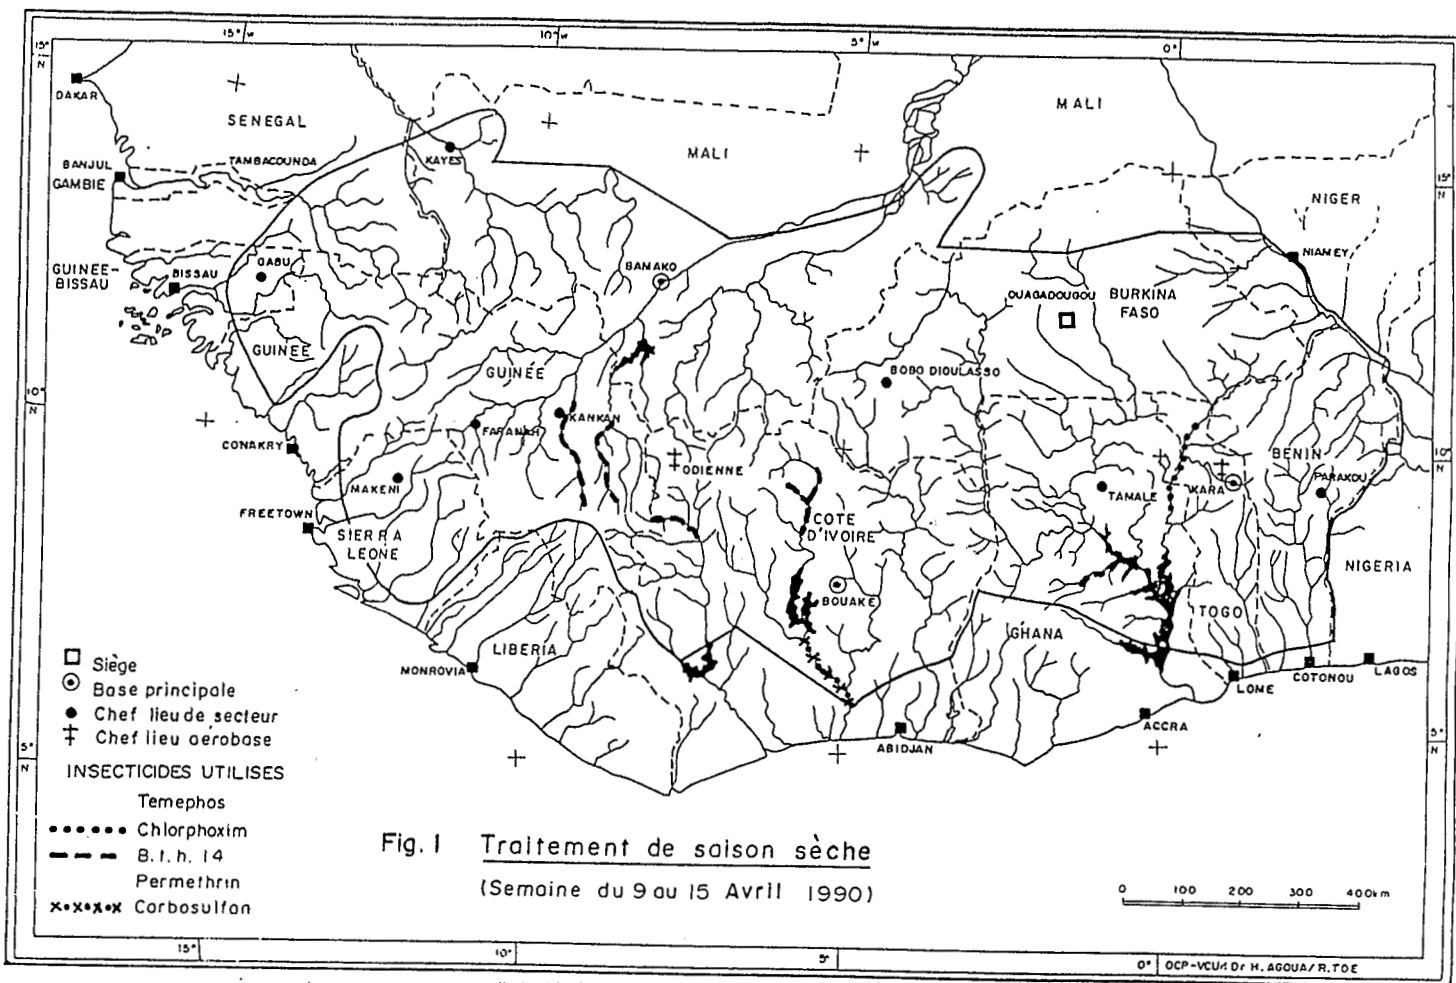 15° W
10° W
5° W
0°
15° N
DAKAR
SENEGAL
MALI
MALI
BANJUL
GAMBIE
TAMBACOUNDA
KAYES
15° N
NIGER
GUINEE-
BISSAU
BISSAU
GABU
BAMAKO
NIAMEY
OUAGADOUGOU
BURKINA
FASO
GUINEE
GUINEE
BOBO DIOULASSO
10° N
KANKAN
FARANAH
CONAKRY
ODIENNE
BENIN
10° N
MAKENI
TAMALE
KARA
PARAKOU
FREETOWN
SIERRA
LEONE
COTE
D'IVOIRE
NIGERIA
BOUAKE
TOGO
GHANA
LIBERIA
MONROVIA
LOME
COTONOU
LAGOS
ACCRA
ABIDJAN
5° N
5° N
Siège
Base principale
Chef lieu de secteur
Chef lieu aérobase
INSECTICIDES UTILISES
Temephos
Chlorphoxim
B.t.h. 14
Permethrin
Carbosulfan
Fig. 1 Traitement de saison sèche
(Semaine du 9 au 15 Avril 1990)
0 100 200 300 400km
15°
10°
5°
0°
OCP-VCU: Dr H. AGOUA / R. TOE